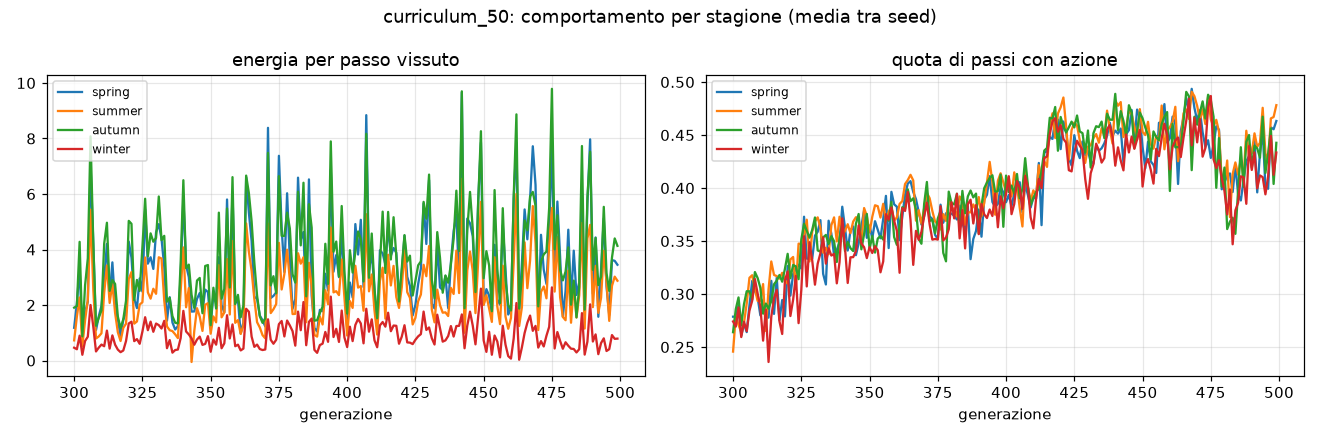 curriculum_50: comportamento per stagione (media tra seed)
energia per passo vissuto
10
8
6
4
2
0
spring
summer
autumn
winter
300 325 350 375 400 425 450 475 500
generazione
quota di passi con azione
0.50
0.45
0.40
0.35
0.30
0.25
spring
summer
autumn
winter
300 325 350 375 400 425 450 475 500
generazione